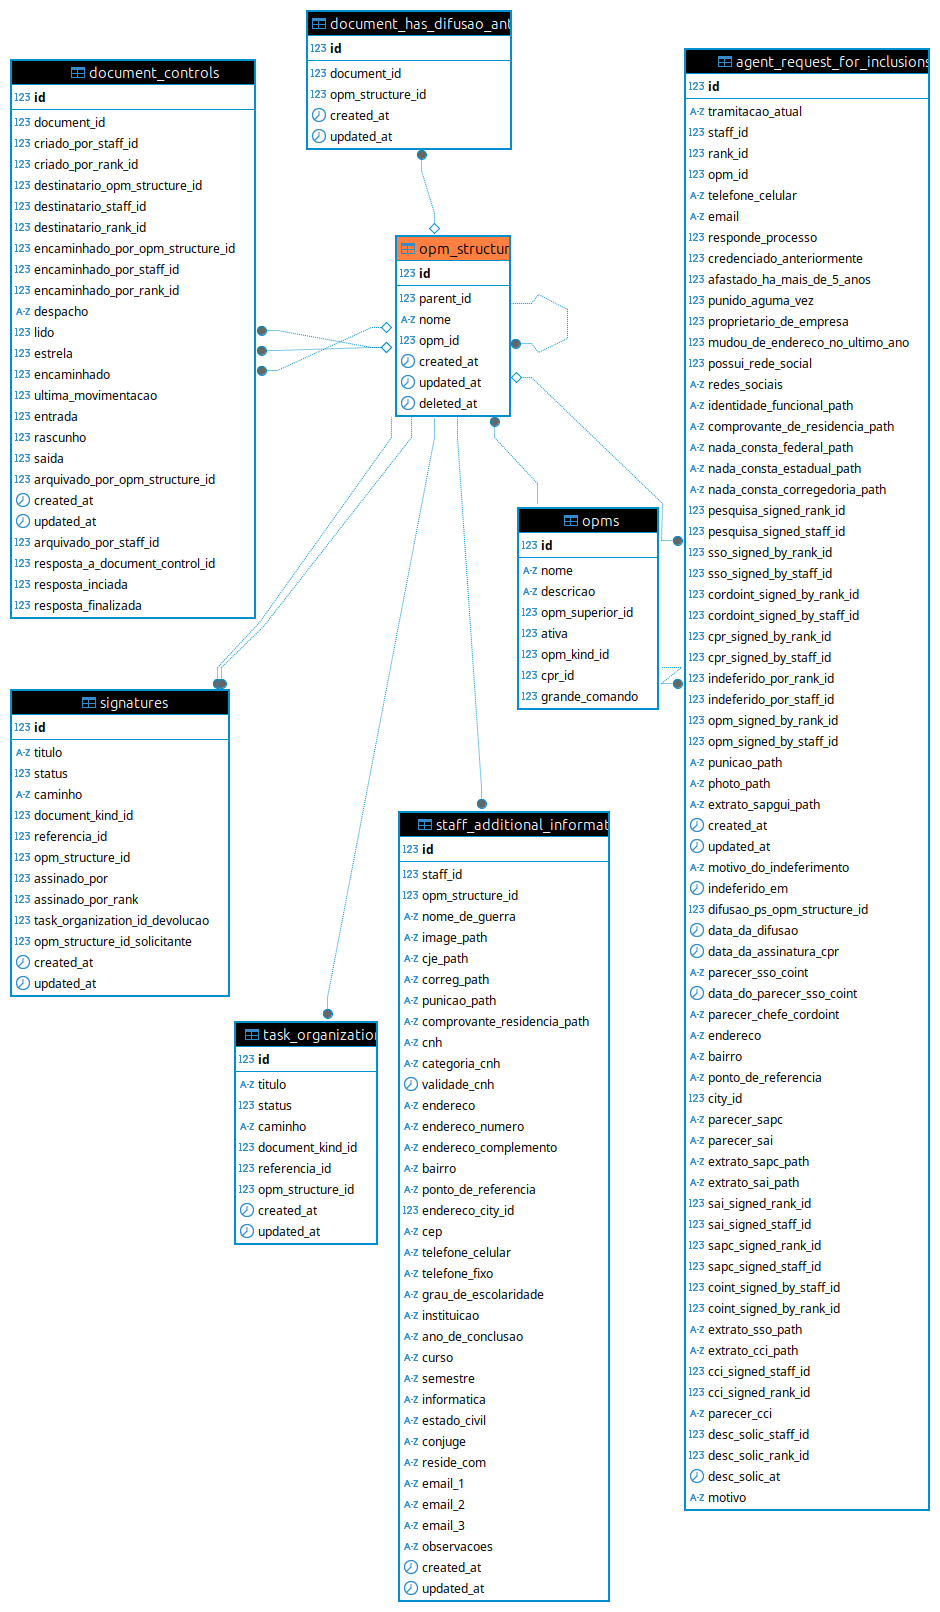 document_has_difusao_ant
123 id
123 document_id
123 opm_structure_id
created_at
updated_at
document_controls
123 id
123 document_id
123 criado_por_staff_id
123 criado_por_rank_id
123 destinatario_opm_structure_id
123 destinatario_staff_id
123 destinatario_rank_id
123 encaminhado_por_opm_structure_id
123 encaminhado_por_staff_id
123 encaminhado_por_rank_id
A-Z despacho
123 lido
123 estrela
123 encaminhado
123 ultima_movimentacao
123 entrada
123 rascunho
123 saida
123 arquivado_por_opm_structure_id
created_at
updated_at
123 arquivado_por_staff_id
123 resposta_a_document_control_id
123 resposta_inciada
123 resposta_finalizada
opm_structur
123 id
123 parent_id
A-Z nome
123 opm_id
created_at
updated_at
deleted_at
opms
123 id
A-Z nome
A-Z descricao
123 opm_superior_id
123 ativa
123 opm_kind_id
123 cpr_id
123 grande_comando
signatures
123 id
A-Z titulo
123 status
A-Z caminho
123 document_kind_id
123 referencia_id
123 opm_structure_id
123 assinado_por
123 assinado_por_rank
123 task_organization_id_devolucao
123 opm_structure_id_solicitante
created_at
updated_at
task_organization
123 id
A-Z titulo
123 status
A-Z caminho
123 document_kind_id
123 referencia_id
123 opm_structure_id
created_at
updated_at
staff_additional_informat
123 id
123 staff_id
123 opm_structure_id
A-Z nome_de_guerra
A-Z image_path
A-Z cje_path
A-Z correg_path
A-Z punicao_path
A-Z comprovante_residencia_path
A-Z cnh
A-Z categoria_cnh
validade_cnh
A-Z endereco
A-Z endereco_numero
A-Z endereco_complemento
A-Z bairro
A-Z ponto_de_referencia
123 endereco_city_id
A-Z cep
A-Z telefone_celular
A-Z telefone_fixo
A-Z grau_de_escolaridade
A-Z instituicao
A-Z ano_de_conclusao
A-Z curso
A-Z semestre
A-Z informatica
A-Z estado_civil
A-Z conjuge
A-Z reside_com
A-Z email_1
A-Z email_2
A-Z email_3
A-Z observacoes
created_at
updated_at
agent_request_for_inclusions
123 id
A-Z tramitacao_atual
123 staff_id
123 rank_id
123 opm_id
A-Z telefone_celular
A-Z email
123 responde_processo
123 credenciado_anteriormente
123 afastado_ha_mais_de_5_anos
123 punido_aguma_vez
123 proprietario_de_empresa
123 mudou_de_endereco_no_ultimo_ano
123 possui_rede_social
A-Z redes_sociais
A-Z identidade_funcional_path
A-Z comprovante_de_residencia_path
A-Z nada_consta_federal_path
A-Z nada_consta_estadual_path
A-Z nada_consta_corregedoria_path
123 pesquisa_signed_rank_id
123 pesquisa_signed_staff_id
123 sso_signed_by_rank_id
123 sso_signed_by_staff_id
123 cordoint_signed_by_rank_id
123 cordoint_signed_by_staff_id
123 cpr_signed_by_rank_id
123 cpr_signed_by_staff_id
123 indeferido_por_rank_id
123 indeferido_por_staff_id
123 opm_signed_by_rank_id
123 opm_signed_by_staff_id
A-Z punicao_path
A-Z photo_path
A-Z extrato_sapgui_path
created_at
updated_at
A-Z motivo_do_indeferimento
indeferido_em
123 difusao_ps_opm_structure_id
data_da_difusao
data_da_assinatura_cpr
A-Z parecer_sso_coint
data_do_parecer_sso_coint
A-Z parecer_chefe_cordoint
A-Z endereco
A-Z bairro
A-Z ponto_de_referencia
123 city_id
A-Z parecer_sapc
A-Z parecer_sai
A-Z extrato_sapc_path
A-Z extrato_sai_path
123 sai_signed_rank_id
123 sai_signed_staff_id
123 sapc_signed_rank_id
123 sapc_signed_staff_id
123 coint_signed_by_staff_id
123 coint_signed_by_rank_id
A-Z extrato_sso_path
A-Z extrato_cci_path
123 cci_signed_staff_id
123 cci_signed_rank_id
A-Z parecer_cci
123 desc_solic_staff_id
123 desc_solic_rank_id
desc_solic_at
A-Z motivo